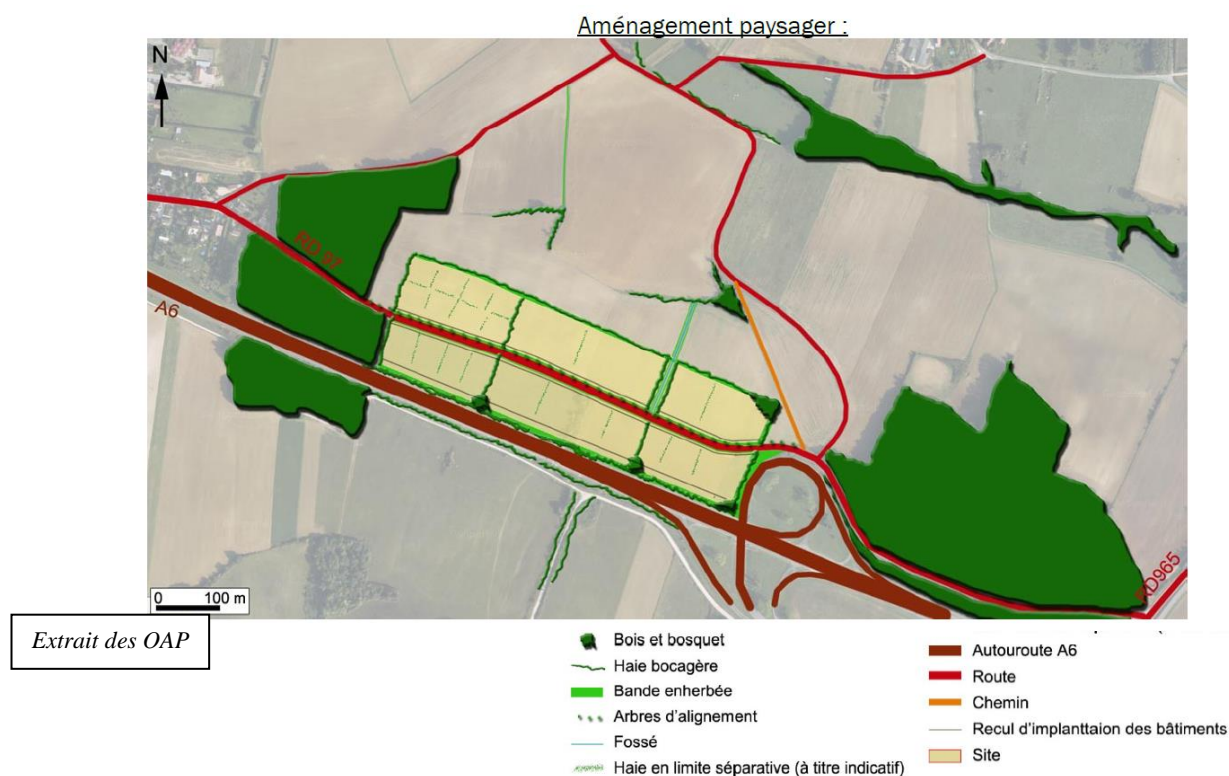 Aménagement paysager :
N
RD 97
A6
RD965
0 100 m
Extrait des OAP
Bois et bosquet
Haie bocagère
Bande enherbée
Arbres d'alignement
Fossé
Haie en limite séparative (à titre indicatif)
Autouroute A6
Route
Chemin
Recul d'implanttaion des bâtiments
Site